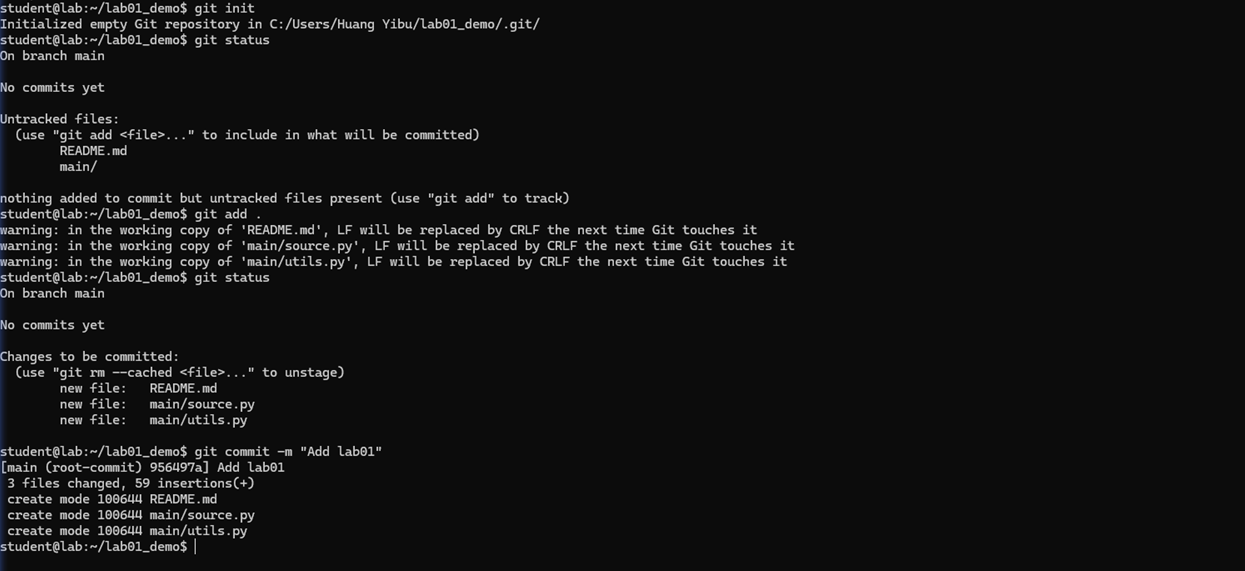 student@lab:~/lab01_demo$ git init
Initialized empty Git repository in C:/Users/Huang Yibu/lab01_demo/.git/
student@lab:~/lab01_demo$ git status
On branch main

No commits yet

Untracked files:
  (use "git add <file>..." to include in what will be committed)
        README.md
        main/

nothing added to commit but untracked files present (use "git add" to track)
student@lab:~/lab01_demo$ git add .
warning: in the working copy of 'README.md', LF will be replaced by CRLF the next time Git touches it
warning: in the working copy of 'main/source.py', LF will be replaced by CRLF the next time Git touches it
warning: in the working copy of 'main/utils.py', LF will be replaced by CRLF the next time Git touches it
student@lab:~/lab01_demo$ git status
On branch main

No commits yet

Changes to be committed:
  (use "git rm --cached <file>..." to unstage)
        new file:   README.md
        new file:   main/source.py
        new file:   main/utils.py

student@lab:~/lab01_demo$ git commit -m "Add lab01"
[main (root-commit) 956497a] Add lab01
 3 files changed, 59 insertions(+)
 create mode 100644 README.md
 create mode 100644 main/source.py
 create mode 100644 main/utils.py
student@lab:~/lab01_demo$